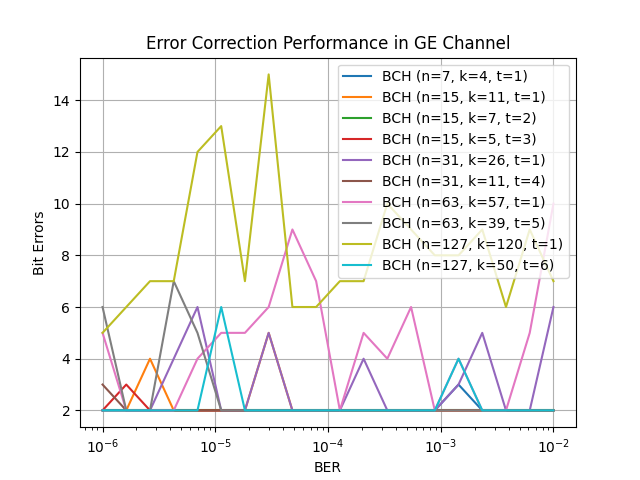 Error Correction Performance in GE Channel
Bit Errors
14
12
10
8
6
4
2
BCH (n=7, k=4, t=1)
BCH (n=15, k=11, t=1)
BCH (n=15, k=7, t=2)
BCH (n=15, k=5, t=3)
BCH (n=31, k=26, t=1)
BCH (n=31, k=11, t=4)
BCH (n=63, k=57, t=1)
BCH (n=63, k=39, t=5)
BCH (n=127, k=120, t=1)
BCH (n=127, k=50, t=6)
10⁻⁶ 10⁻⁵ 10⁻⁴ 10⁻³ 10⁻²
BER